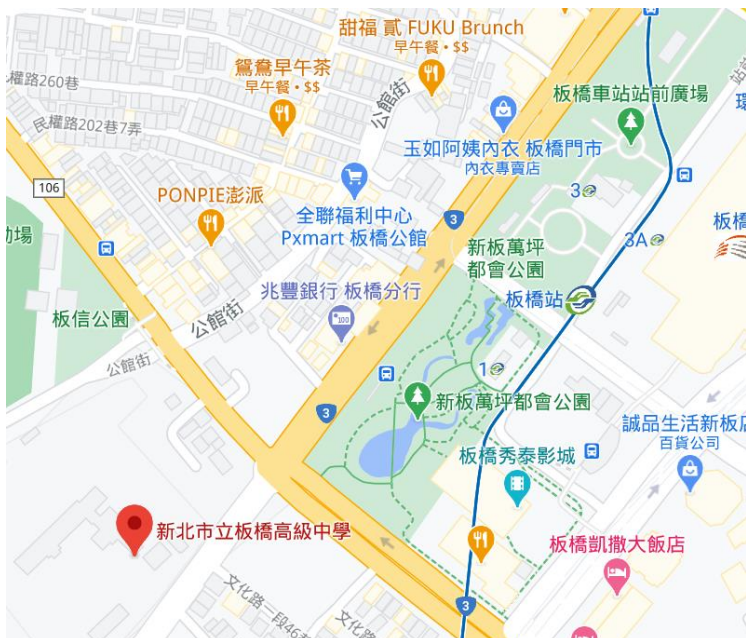 甜福 貳 FUKU Brunch
早午餐 • $$
鴛鴦早午茶
早午餐 • $$
民權路260巷
民權路202巷7弄
公館街
板橋車站站前廣場
玉如阿姨內衣 板橋門市
內衣專賣店
106
PONPIE澎派
全聯福利中心
Pxmart 板橋公館
3
3
3A
新板萬坪
都會公園
板橋站
兆豐銀行 板橋分行
100
板信公園
公館街
公館街
1
3
新板萬坪都會公園
誠品生活新板店
百貨公司
板橋秀泰影城
新北市立板橋高級中學
板橋凱撒大飯店
文化路一段46巷
3